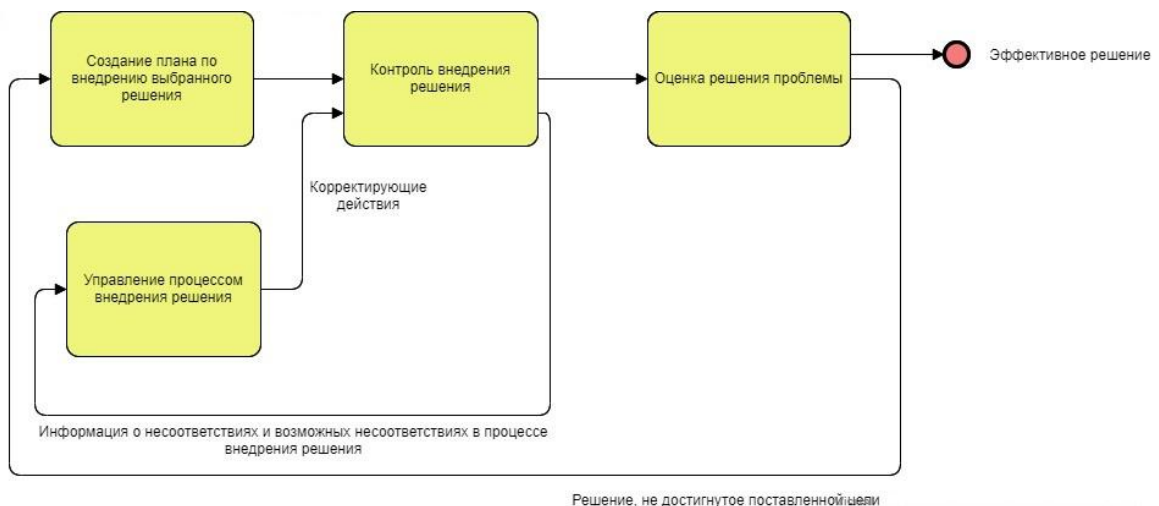 Создание плана по
внедрению выбранного
решения
Контроль внедрения
решения
Оценка решения проблемы
Эффективное решение
Корректирующие
действия
Управление процессом
внедрения решения
Информация о несоответствиях и возможных несоответствиях в процессе
внедрения решения
Решение, не достигнутое поставленной цели